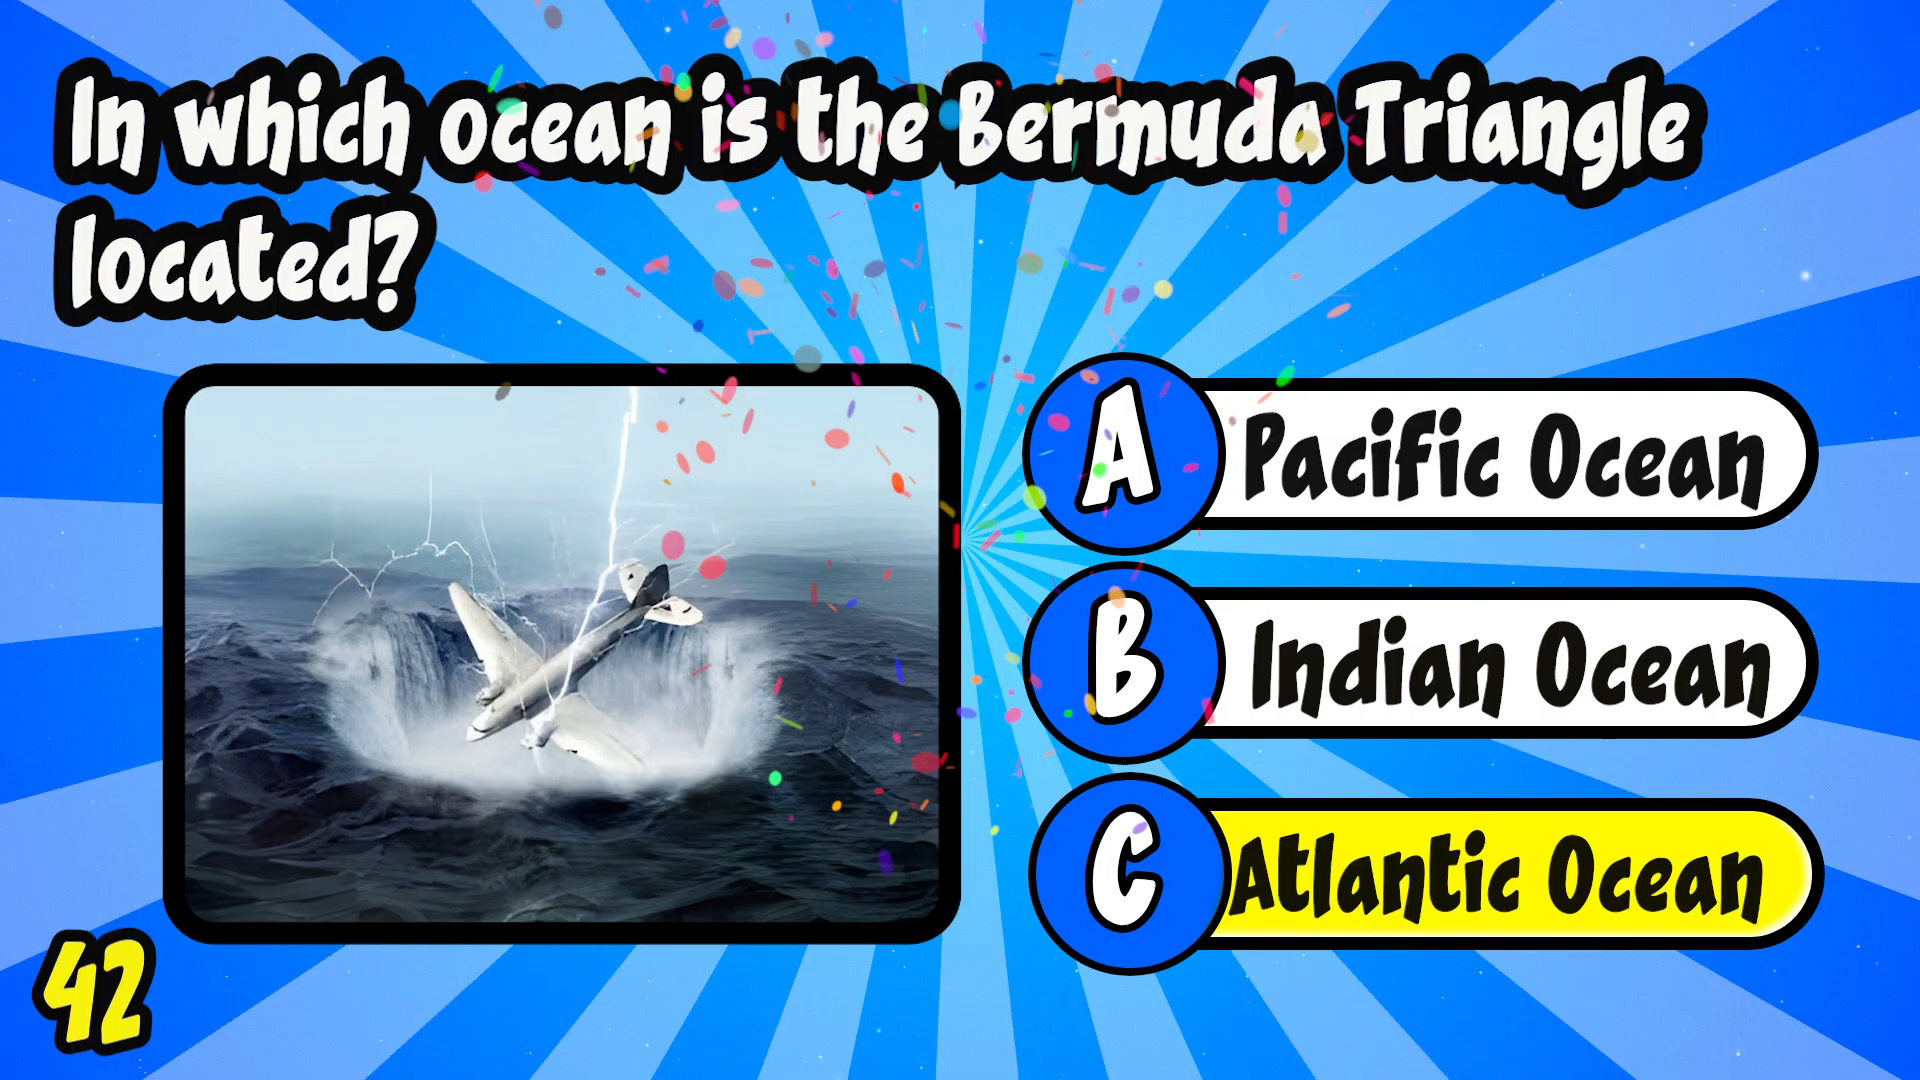 In which ocean is the Bermuda Triangle
located?
A Pacific Ocean
B Indian Ocean
C Atlantic Ocean
42